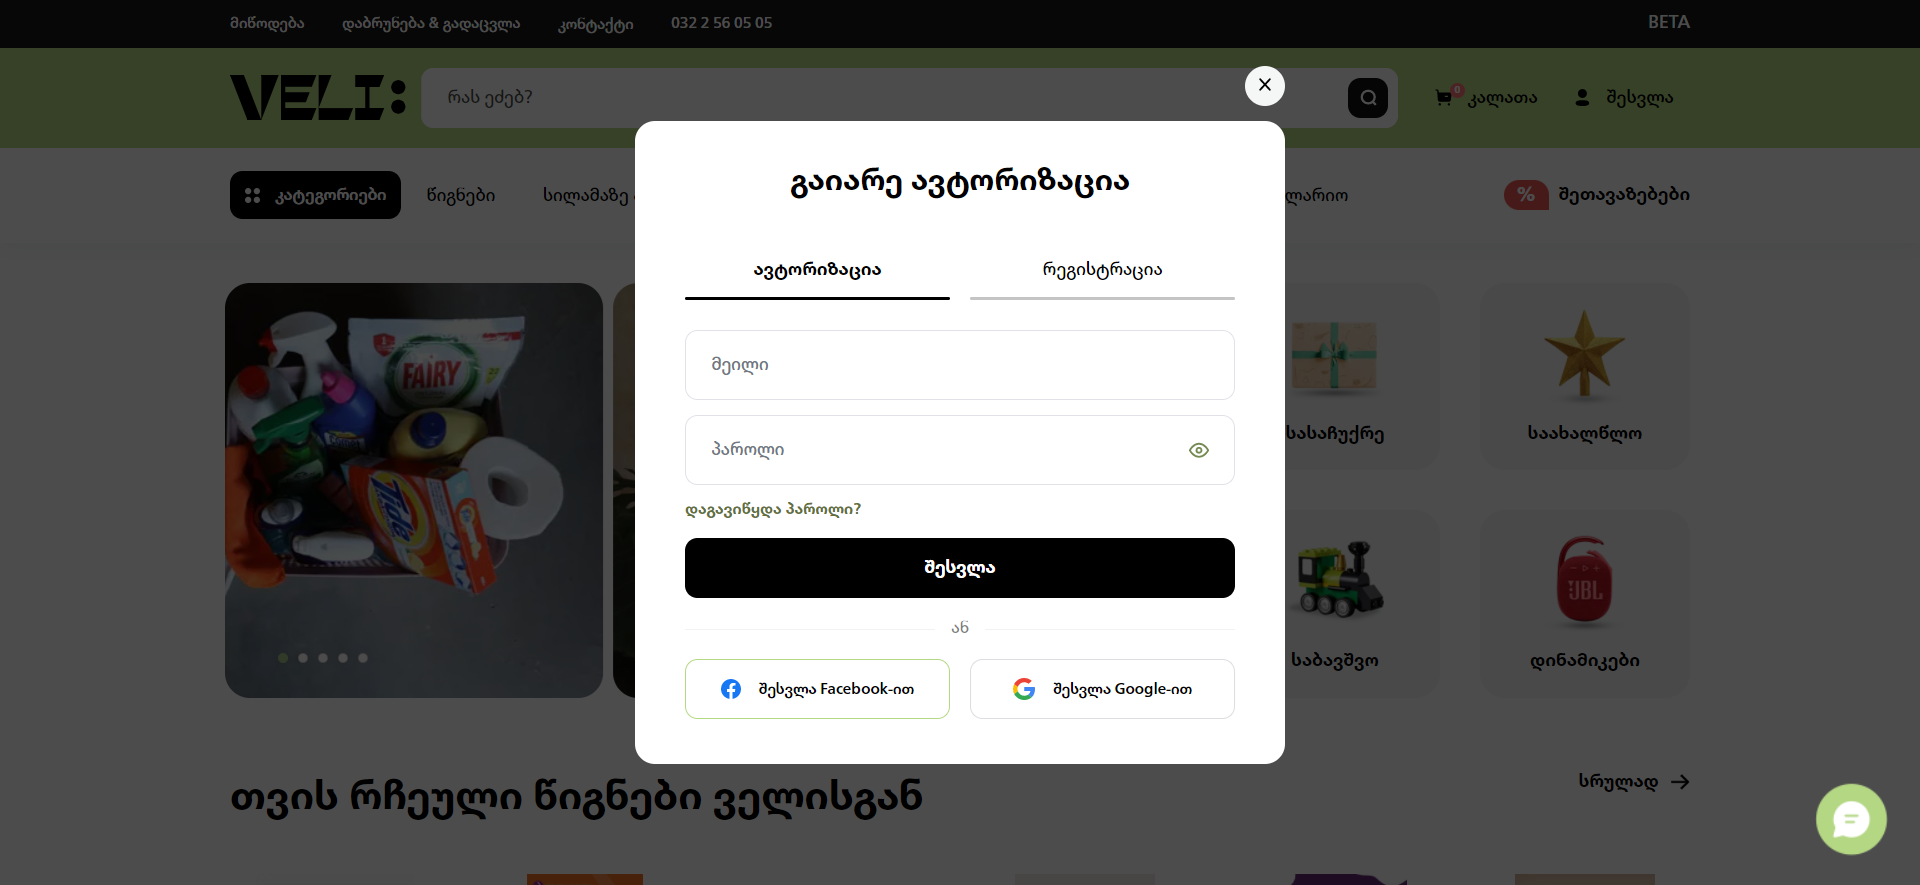 მიწოდება დაბრუნება & გადაცვლა კონტაქტი 032 2 56 05 05 BETA
VELI:
რას ეძებ?
0 კალათა
შესვლა
კატეგორიები წიგნები სილამაზე ლარიო % შეთავაზებები
გაიარე ავტორიზაცია
ავტორიზაცია რეგისტრაცია
მეილი
პაროლი
დაგავიწყდა პაროლი?
შესვლა
ან
შესვლა Facebook-ით შესვლა Google-ით
FAIRY
Tide
სასაჩუქრე საახალწლო
JBL
საბავშვო დინამიკები
თვის რჩეული წიგნები ველისგან
სრულად